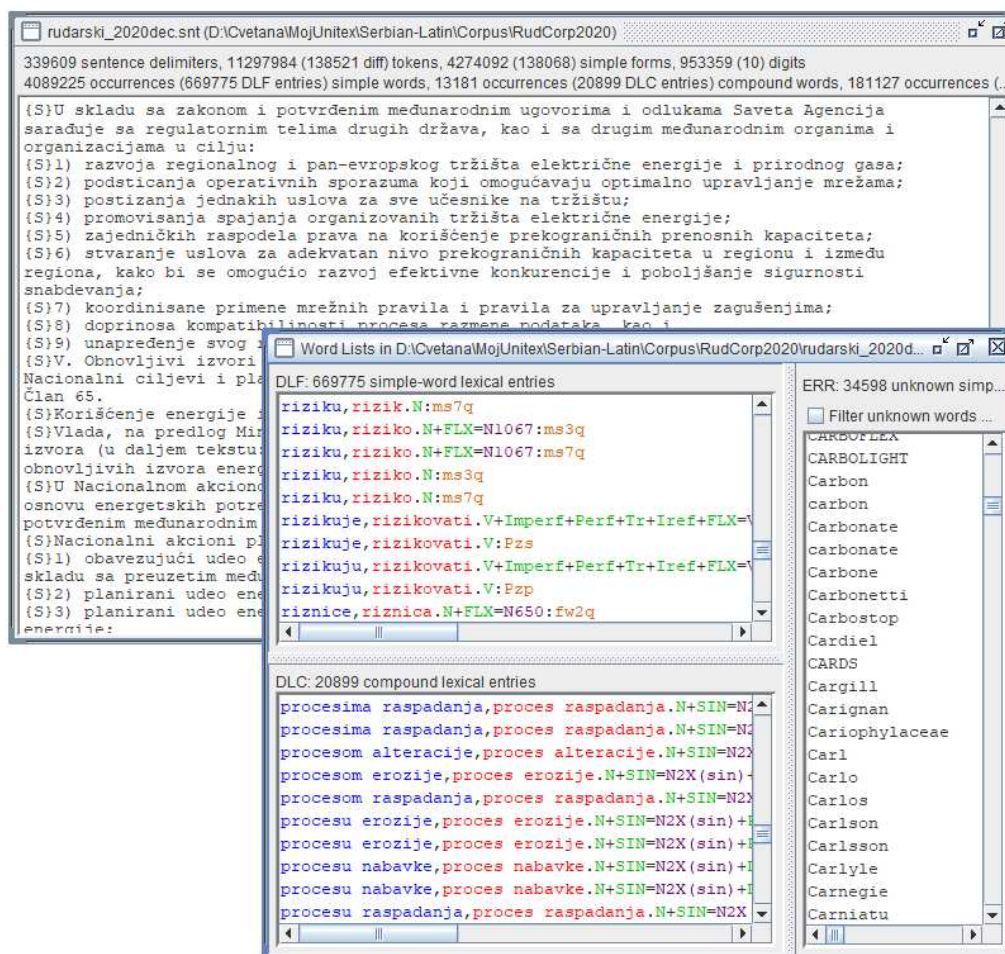 rudarski_2020dec.snt (D:\Cvetana\MojUnitex\Serbian-Latin\Corpus\RudCorp2020)
339609 sentence delimiters, 11297984 (138521 diff) tokens, 4274092 (138068) simple forms, 953359 (10) digits
4089225 occurrences (669775 DLF entries) simple words, 13181 occurrences (20899 DLC entries) compound words, 181127 occurrences (...
{S}U skladu sa zakonom i potvrđenim međunarodnim ugovorima i odlukama Saveta Agencija
sarađuje sa regulatornim telima drugih država, kao i sa drugim međunarodnim organima i
organizacijama u cilju:
{S}1) razvoja regionalnog i pan-evropskog tržišta električne energije i prirodnog gasa;
{S}2) podsticanja operativnih sporazuma koji omogućavaju optimalno upravljanje mrežama;
{S}3) postizanja jednakih uslova za sve učesnike na tržištu;
{S}4) promovisanja spajanja organizovanih tržišta električne energije;
{S}5) zajedničkih raspodela prava na korišćenje prekograničnih prenosnih kapaciteta;
{S}6) stvaranje uslova za adekvatan nivo prekograničnih kapaciteta u regionu i između
regiona, kako bi se omogućio razvoj efektivne konkurencije i poboljšanje sigurnosti
snabdevanja;
{S}7) koordinisane primene mrežnih pravila i pravila za upravljanje zagušenjima;
{S}8) doprinosa kompatibilnosti procesa razmene podataka, kao i
{S}9) unapređenje svog
{S}V. Obnovljivi izvori
Nacionalni ciljevi i pla
Član 65.
{S}Korišćenje energije i
{S}Vlada, na predlog Min
izvora (u daljem tekstu:
obnovljivih izvora energ
{S}U Nacionalnom akciono
osnovu energetskih potre
potvrđenim međunarodnim
{S}Nacionalni akcioni pl
{S}1) obavezujući udeo e
skladu sa preuzetim među
{S}2) planirani udeo ene
{S}3) planirani udeo ene
energije;
Word Lists in D:\Cvetana\MojUnitex\Serbian-Latin\Corpus\RudCorp2020\rudarski_2020d...
DLF: 669775 simple-word lexical entries
riziku,rizik.N:ms7q
riziku,riziko.N+FLX=N1067:ms3q
riziku,riziko.N+FLX=N1067:ms7q
riziku,riziko.N:ms3q
riziku,riziko.N:ms7q
rizikuje,rizikovati.V+Imperf+Perf+Tr+Iref+FLX=V
rizikuje,rizikovati.V:Pzs
rizikuju,rizikovati.V+Imperf+Perf+Tr+Iref+FLX=V
rizikuju,rizikovati.V:Pzp
riznice,riznica.N+FLX=N650:fw2q
DLC: 20899 compound lexical entries
procesima raspadanja,proces raspadanja.N+SIN=N2
procesima raspadanja,proces raspadanja.N+SIN=N2
procesom alteracije,proces alteracije.N+SIN=N2X
procesom erozije,proces erozije.N+SIN=N2X(sin)+
procesom raspadanja,proces raspadanja.N+SIN=N2X
procesu erozije,proces erozije.N+SIN=N2X(sin)+
procesu erozije,proces erozije.N+SIN=N2X(sin)+
procesu nabavke,proces nabavke.N+SIN=N2X(sin)+
procesu nabavke,proces nabavke.N+SIN=N2X(sin)+
procesu raspadanja,proces raspadanja.N+SIN=N2X
ERR: 34598 unknown simp...
Filter unknown words ...
CARBOFLEX
CARBOLIGHT
Carbon
carbon
Carbonate
carbonate
Carbone
Carbonetti
Carbostop
Cardiel
CARDS
Cargill
Carignan
Cariophylaceae
Carl
Carlo
Carlos
Carlson
Carlsson
Carlyle
Carnegie
Carniatu